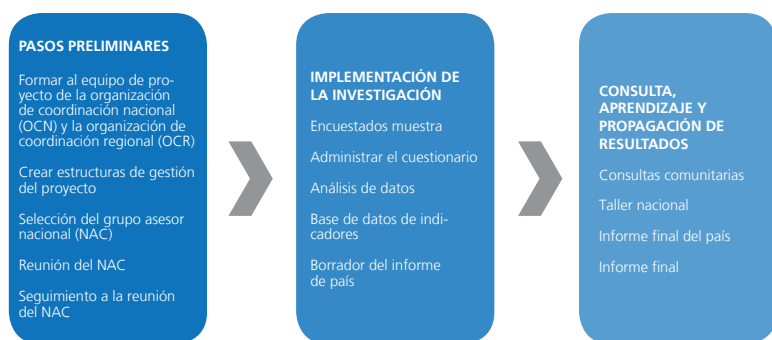 PASOS PRELIMINARES
Formar al equipo de pro-
yecto de la organización
de coordinación nacional
(OCN) y la organización de
coordinación regional (OCR)
Crear estructuras de gestión
del proyecto
Selección del grupo asesor
nacional (NAC)
Reunión del NAC
Seguimiento a la reunión
del NAC
IMPLEMENTACIÓN DE
LA INVESTIGACIÓN
Encuestados muestra
Administrar el cuestionario
Análisis de datos
Base de datos de indi-
cadores
Borrador del informe
de país
CONSULTA,
APRENDIZAJE Y
PROPAGACIÓN DE
RESULTADOS
Consultas comunitarias
Taller nacional
Informe final del país
Informe final